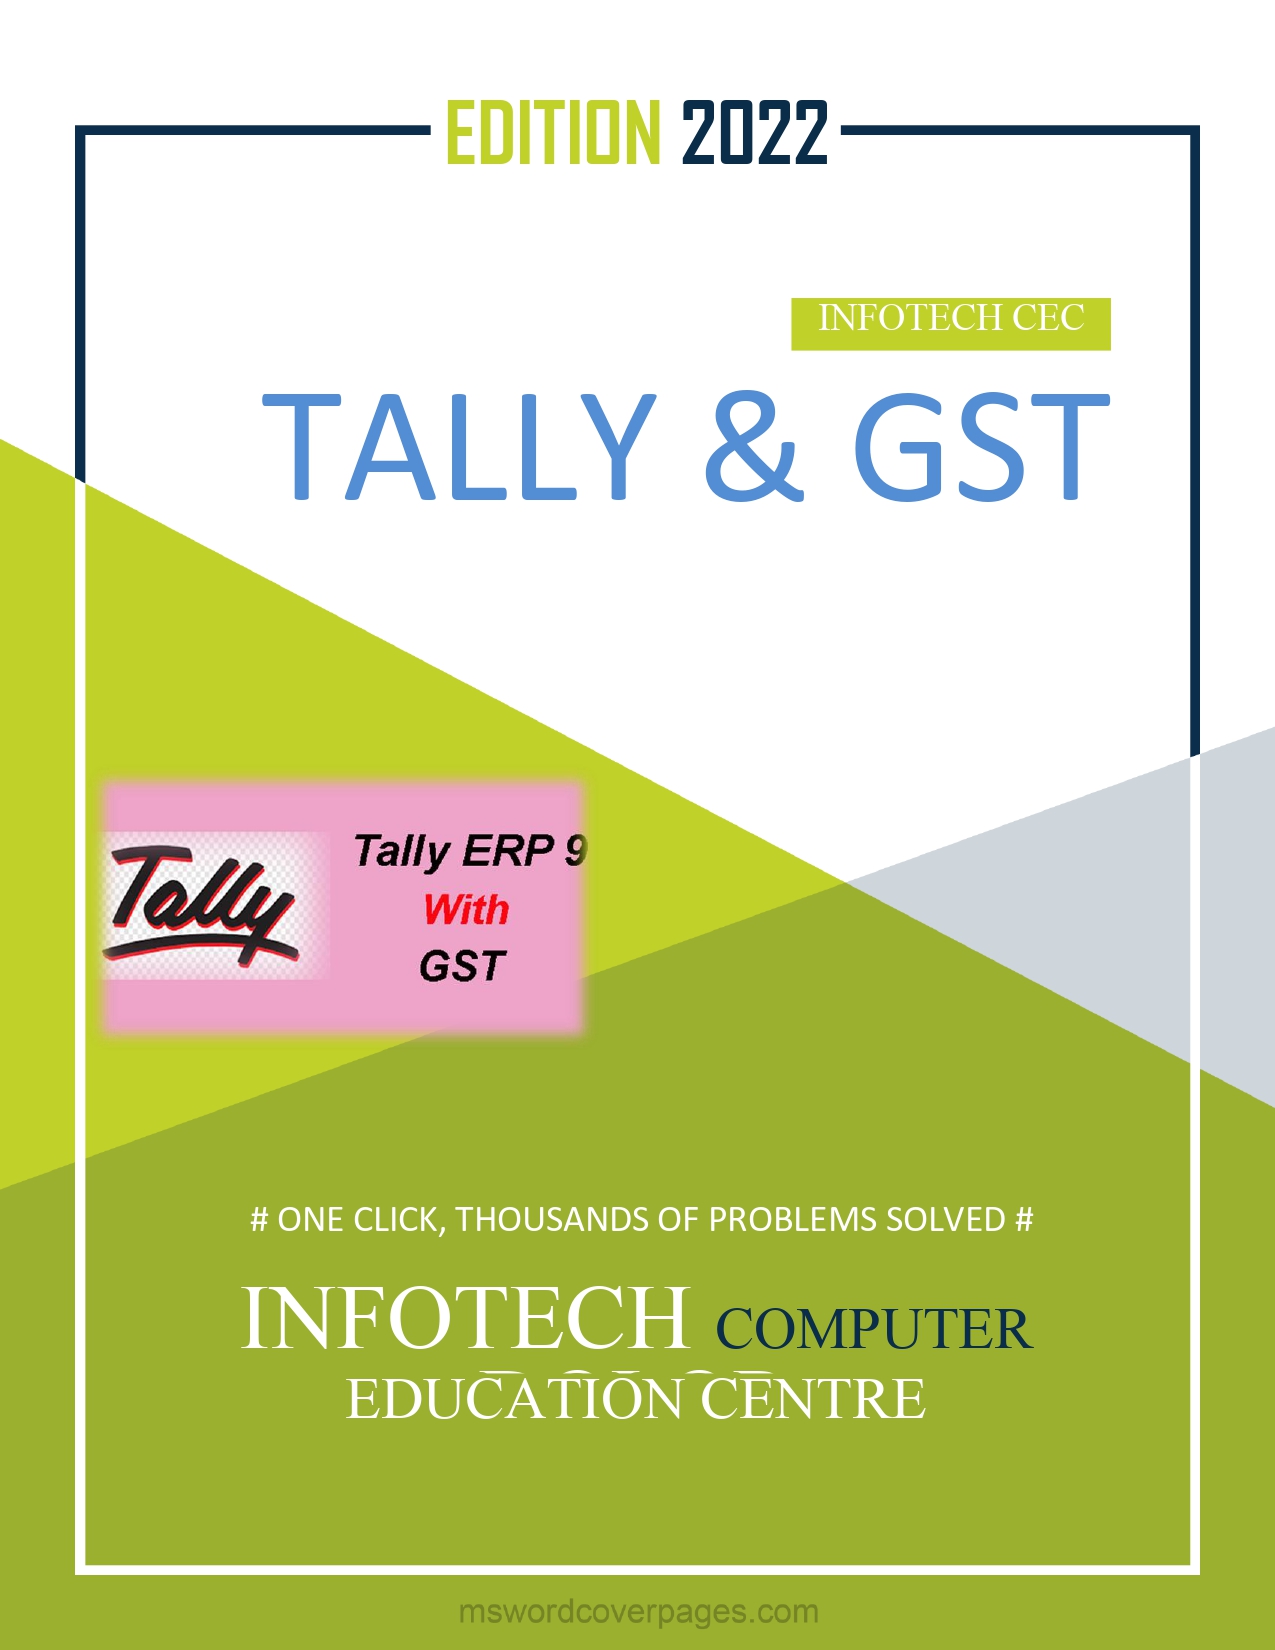 EDITION 2022
INFOTECH CEC
TALLY & GST
Tally
Tally ERP 9
With
GST
# ONE CLICK, THOUSANDS OF PROBLEMS SOLVED #
INFOTECH COMPUTER
EDUCATION CENTRE
mswordcoverpages.com